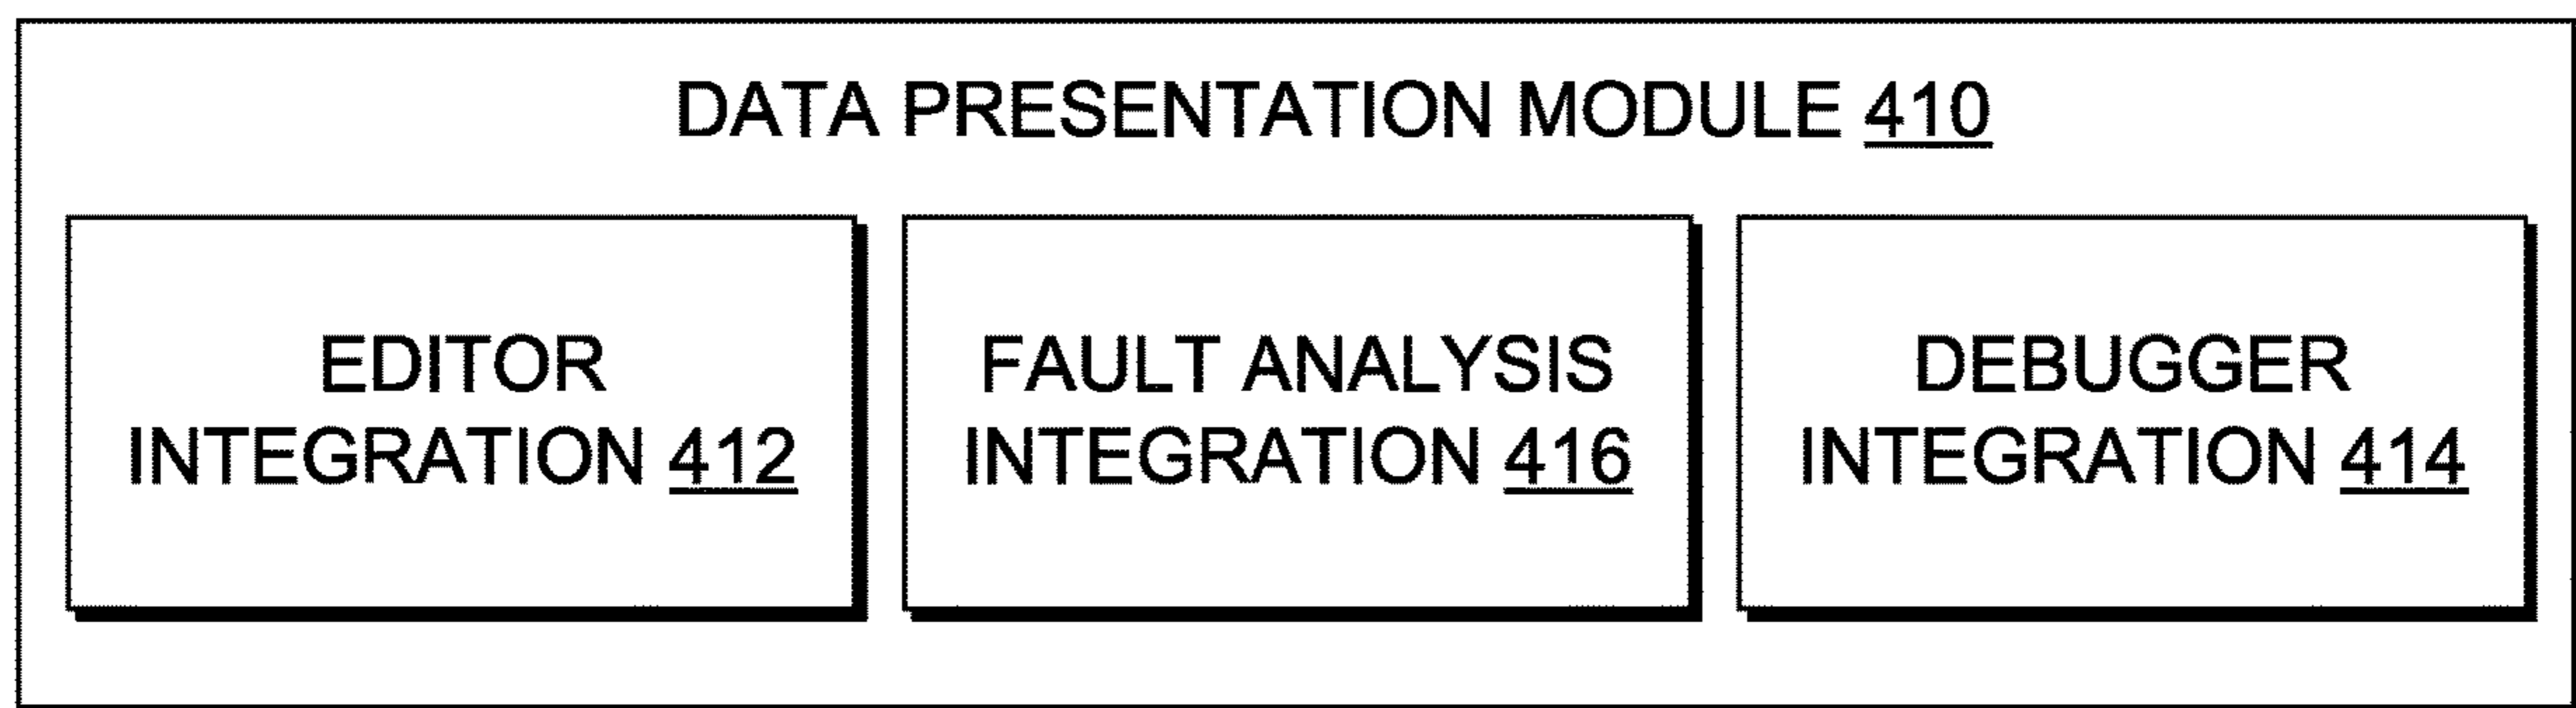 DATA PRESENTATION MODULE 410
EDITOR
INTEGRATION 412
FAULT ANALYSIS
INTEGRATION 416
DEBUGGER
INTEGRATION 414